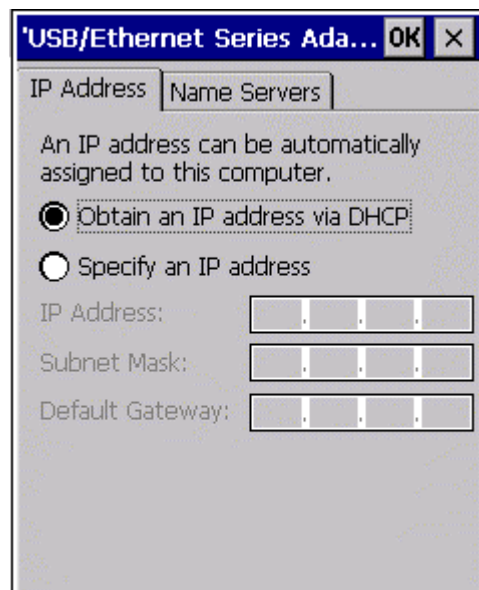 'USB/Ethernet Series Ada... OK ×
IP Address Name Servers
An IP address can be automatically
assigned to this computer.
Obtain an IP address via DHCP
Specify an IP address
IP Address: . . .
Subnet Mask: . . .
Default Gateway: . . .